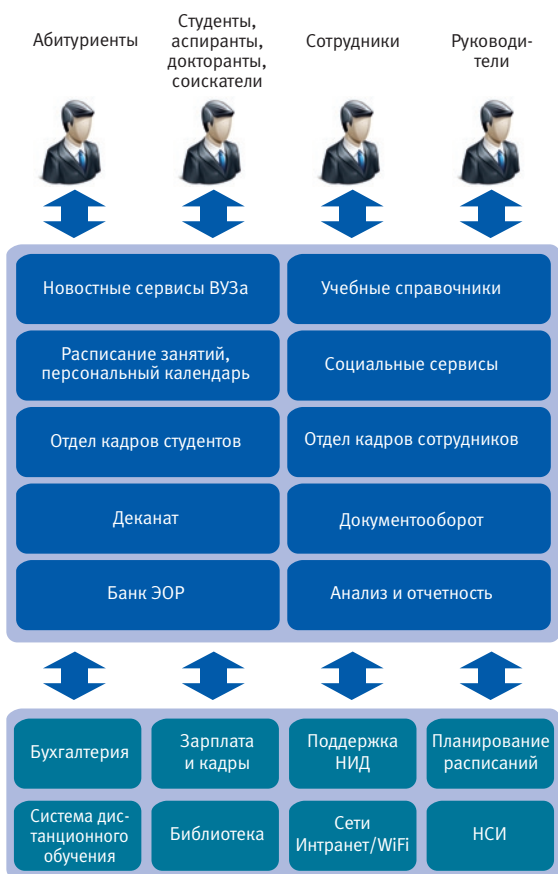 Абитуриенты
Студенты,
аспиранты,
докторанты,
соискатели
Сотрудники
Руководи-
тели
Новостные сервисы ВУЗа
Учебные справочники
Расписание занятий,
персональный календарь
Социальные сервисы
Отдел кадров студентов
Отдел кадров сотрудников
Деканат
Документооборот
Банк ЭОР
Анализ и отчетность
Бухгалтерия
Зарплата
и кадры
Поддержка
НИД
Планирование
расписаний
Система дис-
танционного
обучения
Библиотека
Сети
Интранет/WiFi
НСИ